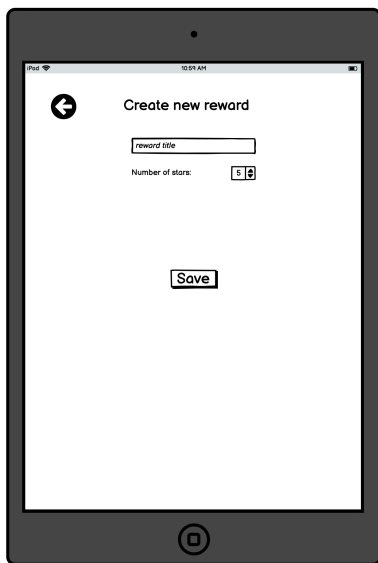 iPad 10:59 AM
Create new reward
reward title
Number of stars: 5
Save